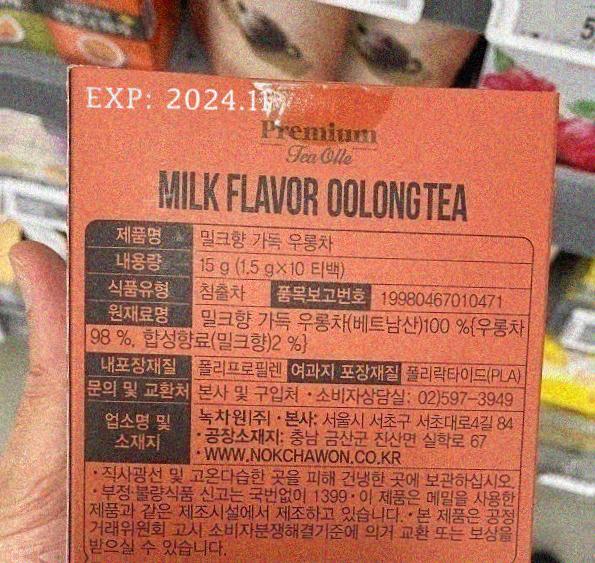 EXP: 2024.11
Premium
Tea Olle
MILK FLAVOR OOLONG TEA
제품명 밀크향 가득 우롱차
내용량 15 g (1.5 g×10 티백)
식품유형 침출차 품목보고번호 19980467010471
원재료명 밀크향 가득 우롱차(베트남산)100 %{우롱차
98 %, 합성향료(밀크향)2 %}
내포장재질 폴리프로필렌 여과지 포장재질 폴리락타이드(PLA)
문의 및 교환처 본사 및 구입처 · 소비자상담실: 02)597-3949
업소명 및 소재지 녹차원(주) · 본사: 서울시 서초구 서초대로4길 84
· 공장소재지: 충남 금산군 진산면 실학로 67
· WWW.NOKCHAWON.CO.KR
· 직사광선 및 고온다습한 곳을 피해 건냉한 곳에 보관하십시오.
· 부정·불량식품 신고는 국번없이 1399 · 이 제품은 메밀을 사용한
제품과 같은 제조시설에서 제조하고 있습니다. · 본 제품은 공정
거래위원회 고시 소비자분쟁해결기준에 의거 교환 또는 보상을
받으실 수 있습니다.